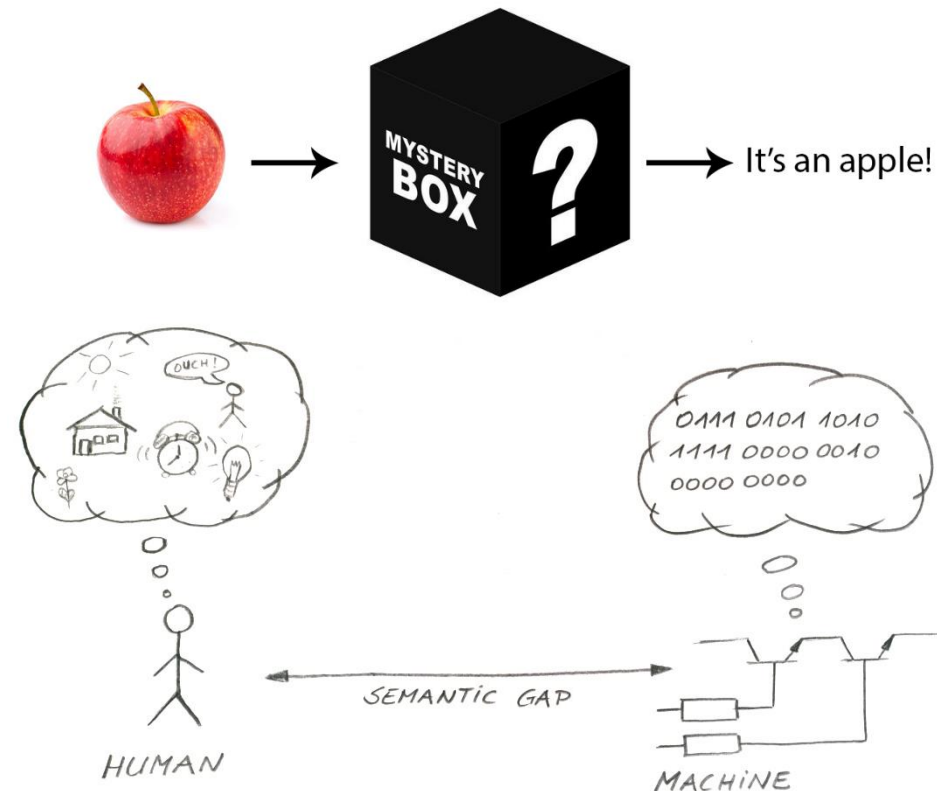 MYSTERY
BOX
?
It's an apple!
OUCH!
0111 0101 1010
1111 0000 0010
0000 0000
SEMANTIC GAP
HUMAN
MACHINE